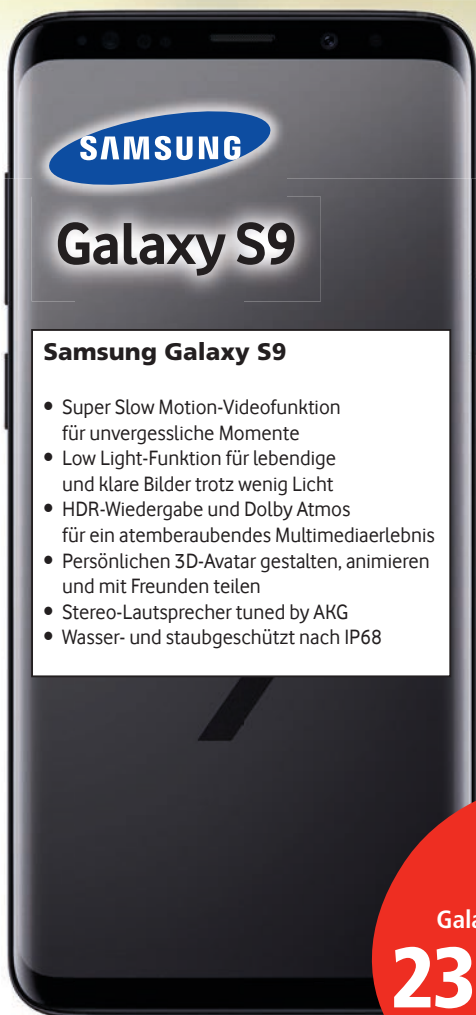 SAMSUNG
Galaxy S9
Samsung Galaxy S9
• Super Slow Motion-Videofunktion
für unvergessliche Momente
• Low Light-Funktion für lebendige
und klare Bilder trotz wenig Licht
• HDR-Wiedergabe und Dolby Atmos
für ein atemberaubendes Multimediaerlebnis
• Persönlichen 3D-Avatar gestalten, animieren
und mit Freunden teilen
• Stereo-Lautsprecher tuned by AKG
• Wasser- und staubgeschützt nach IP68
Gala
23